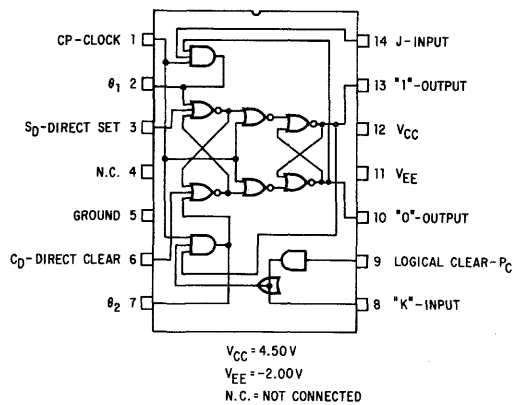 CP-CLOCK 1
θ1 2
SD-DIRECT SET 3
N.C. 4
GROUND 5
CD-DIRECT CLEAR 6
θ2 7
14 J-INPUT
13 "1"-OUTPUT
12 VCC
11 VEE
10 "0"-OUTPUT
9 LOGICAL CLEAR-PC
8 "K"-INPUT
VCC = 4.50V
VEE = -2.00V
N.C. = NOT CONNECTED